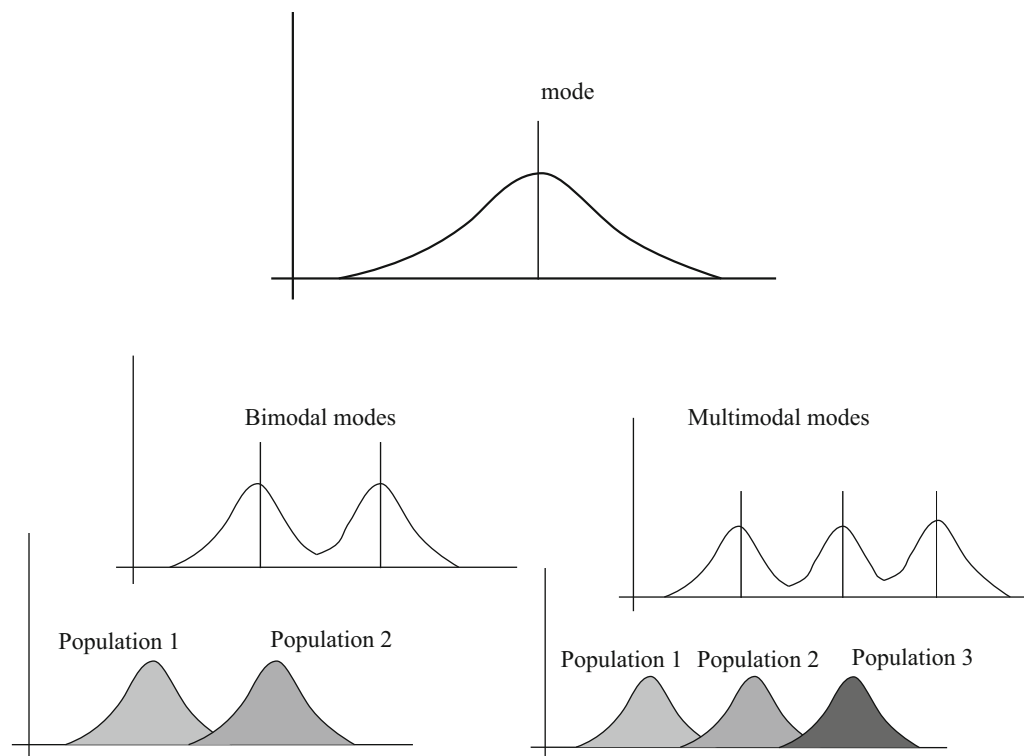 mode
Bimodal modes
Multimodal modes
Population 1
Population 2
Population 1
Population 2
Population 3